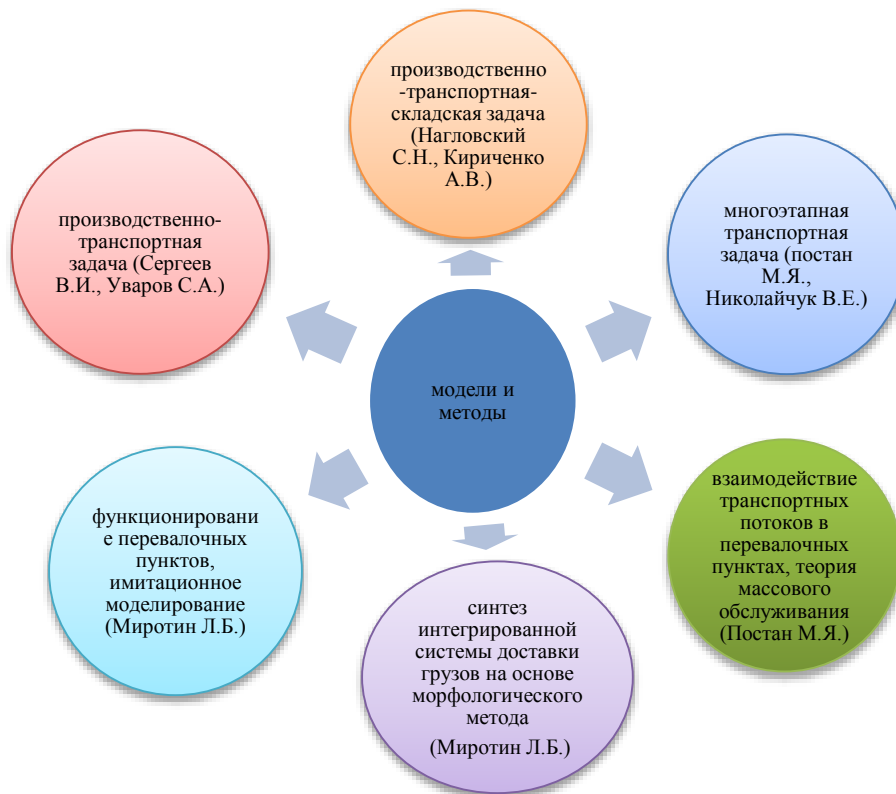 производственно
-транспортная-
складская задача
(Нагловский
С.Н., Кириченко
А.В.)
производственно-
транспортная
задача (Сергеев
В.И., Уваров С.А.)
многоэтапная
транспортная
задача (постан
М.Я.,
Николайчук В.Е.)
модели и
методы
функционировани
е перевалочных
пунктов,
имитационное
моделирование
(Миротин Л.Б.)
взаимодействие
транспортных
потоков в
перевалочных
пунктах, теория
массового
обслуживания
(Постан М.Я.)
синтез
интегрированной
системы доставки
грузов на основе
морфологического
метода
(Миротин Л.Б.)